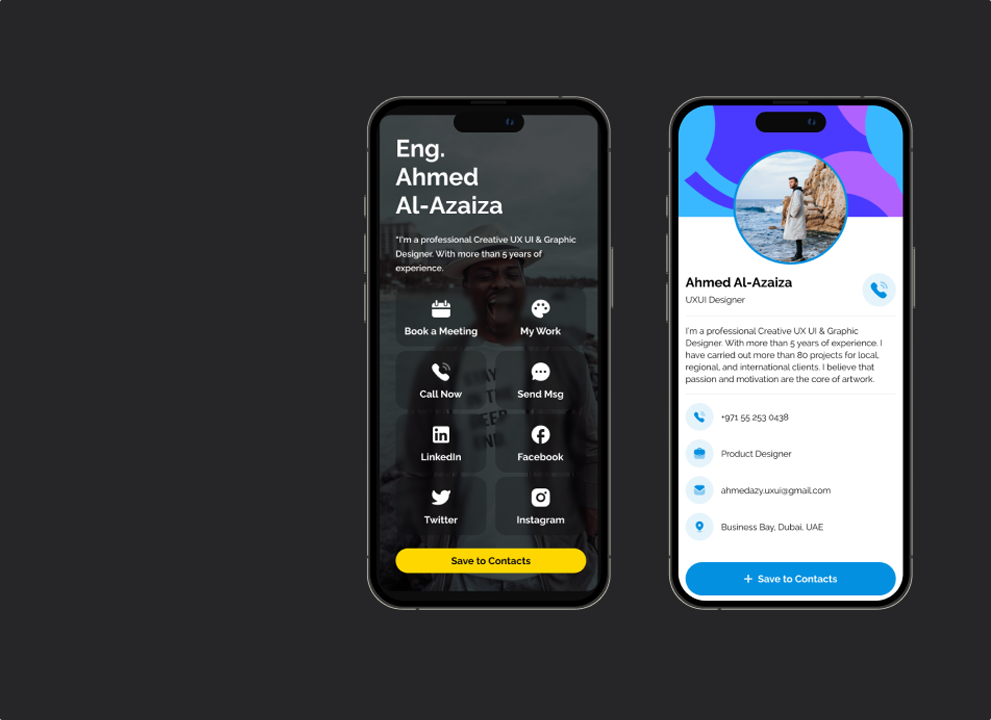 Eng.
Ahmed
Al-Azaiza
"I'm a professional Creative UX UI & Graphic
Designer. With more than 5 years of
experience.
Book a Meeting
My Work
Call Now
Send Msg
LinkedIn
Facebook
Twitter
Instagram
Save to Contacts
Ahmed Al-Azaiza
UXUI Designer
I'm a professional Creative UX UI & Graphic
Designer. With more than 5 years of experience. I
have carried out more than 80 projects for local,
regional, and international clients. I believe that
passion and motivation are the core of artwork.
+971 55 253 0438
Product Designer
ahmedazy.uxui@gmail.com
Business Bay, Dubai, UAE
+ Save to Contacts